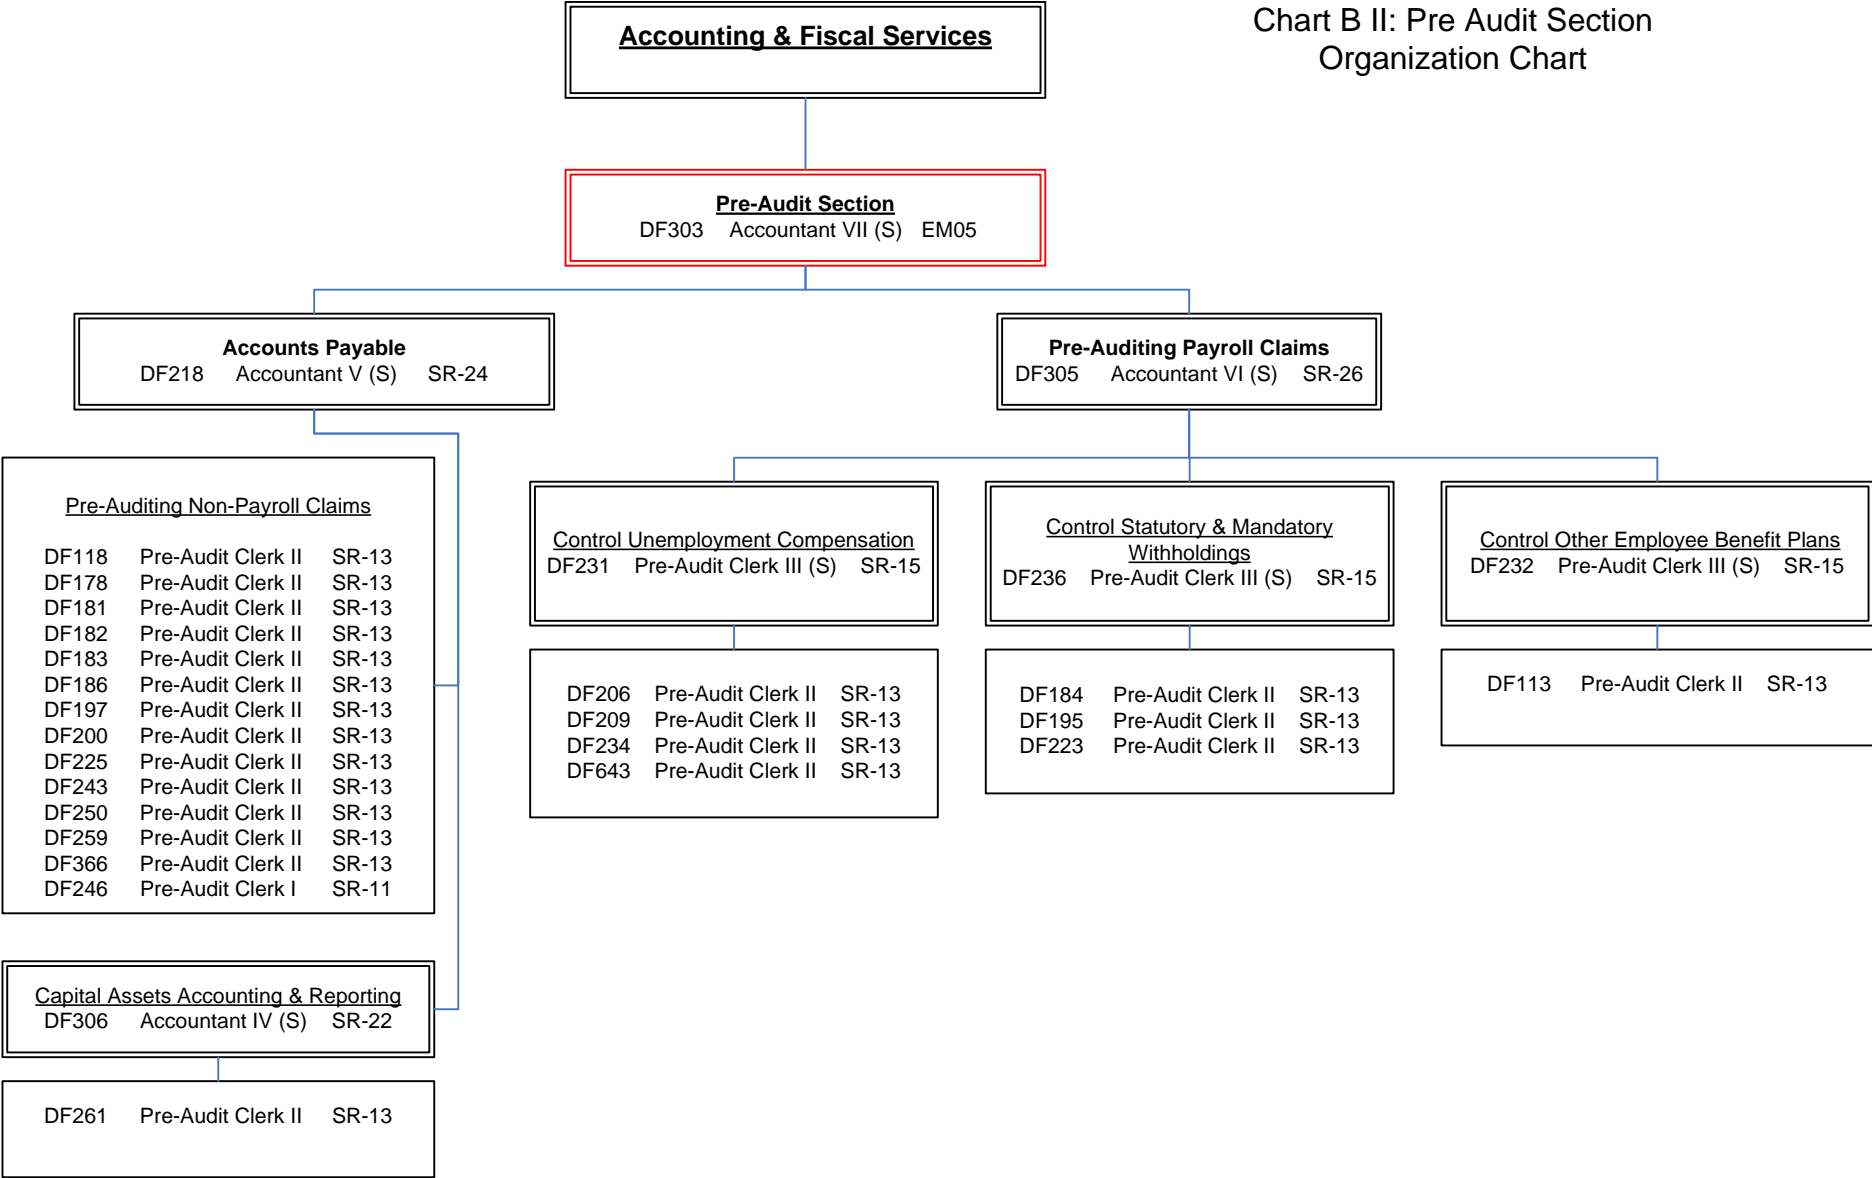 Chart B II: Pre Audit Section
Organization Chart
Accounting & Fiscal Services
Pre-Audit Section
DF303 Accountant VII (S) EM05
Accounts Payable
DF218 Accountant V (S) SR-24
Pre-Auditing Payroll Claims
DF305 Accountant VI (S) SR-26
Pre-Auditing Non-Payroll Claims
DF118 Pre-Audit Clerk II SR-13
DF178 Pre-Audit Clerk II SR-13
DF181 Pre-Audit Clerk II SR-13
DF182 Pre-Audit Clerk II SR-13
DF183 Pre-Audit Clerk II SR-13
DF186 Pre-Audit Clerk II SR-13
DF197 Pre-Audit Clerk II SR-13
DF200 Pre-Audit Clerk II SR-13
DF225 Pre-Audit Clerk II SR-13
DF243 Pre-Audit Clerk II SR-13
DF250 Pre-Audit Clerk II SR-13
DF259 Pre-Audit Clerk II SR-13
DF366 Pre-Audit Clerk II SR-13
DF246 Pre-Audit Clerk I SR-11
Capital Assets Accounting & Reporting
DF306 Accountant IV (S) SR-22
DF261 Pre-Audit Clerk II SR-13
Control Unemployment Compensation
DF231 Pre-Audit Clerk III (S) SR-15
DF206 Pre-Audit Clerk II SR-13
DF209 Pre-Audit Clerk II SR-13
DF234 Pre-Audit Clerk II SR-13
DF643 Pre-Audit Clerk II SR-13
Control Statutory & Mandatory
Withholdings
DF236 Pre-Audit Clerk III (S) SR-15
DF184 Pre-Audit Clerk II SR-13
DF195 Pre-Audit Clerk II SR-13
DF223 Pre-Audit Clerk II SR-13
Control Other Employee Benefit Plans
DF232 Pre-Audit Clerk III (S) SR-15
DF113 Pre-Audit Clerk II SR-13